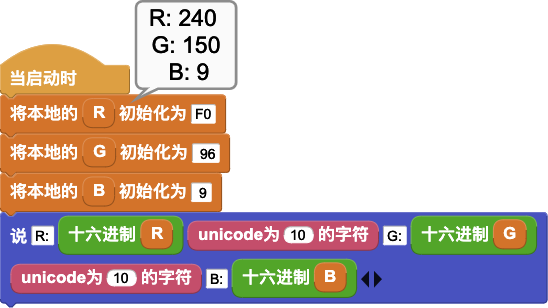 R: 240
G: 150
B: 9
当启动时
将本地的 R 初始化为 F0
将本地的 G 初始化为 96
将本地的 B 初始化为 9
说 R: 十六进制 R unicode为 10 的字符 G: 十六进制 G
unicode为 10 的字符 B: 十六进制 B